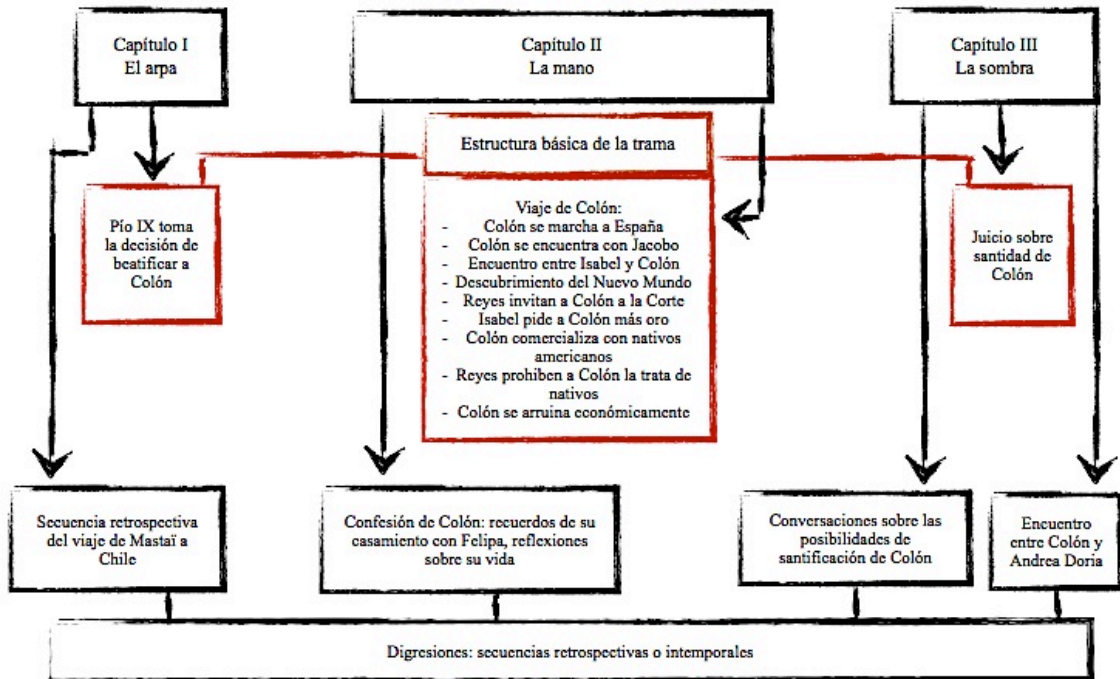 Capítulo I
El arpa
Capítulo II
La mano
Capítulo III
La sombra
Estructura básica de la trama
Pío IX toma
la decisión de
beatificar a
Colón
Viaje de Colón:
- Colón se marcha a España
- Colón se encuentra con Jacobo
- Encuentro entre Isabel y Colón
- Descubrimiento del Nuevo Mundo
- Reyes invitan a Colón a la Corte
- Isabel pide a Colón más oro
- Colón comercializa con nativos
americanos
- Reyes prohiben a Colón la trata de
nativos
- Colón se arruina económicamente
Juicio sobre
santidad de
Colón
Secuencia retrospectiva
del viaje de Mastaï a
Chile
Confesión de Colón: recuerdos de su
casamiento con Felipa, reflexiones
sobre su vida
Conversaciones sobre las
posibilidades de
santificación de Colón
Encuentro
entre Colón y
Andrea Doria
Digresiones: secuencias retrospectivas o intemporales